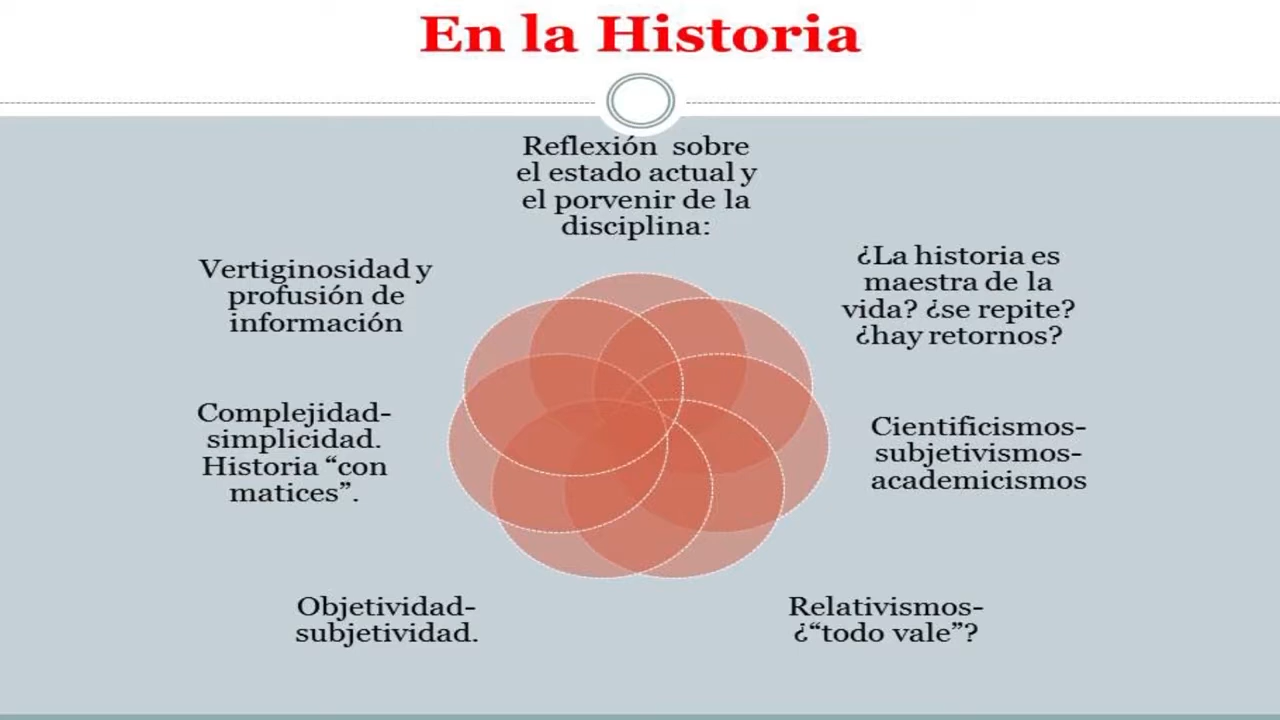 En la Historia
Reflexión sobre
el estado actual y
el porvenir de la
disciplina:
¿La historia es
maestra de la
vida? ¿se repite?
¿hay retornos?
Cientificismos-
subjetivismos-
academicismos
Relativismos-
¿“todo vale”?
Objetividad-
subjetividad.
Complejidad-
simplicidad.
Historia “con
matices”.
Vertiginosidad y
profusión de
información